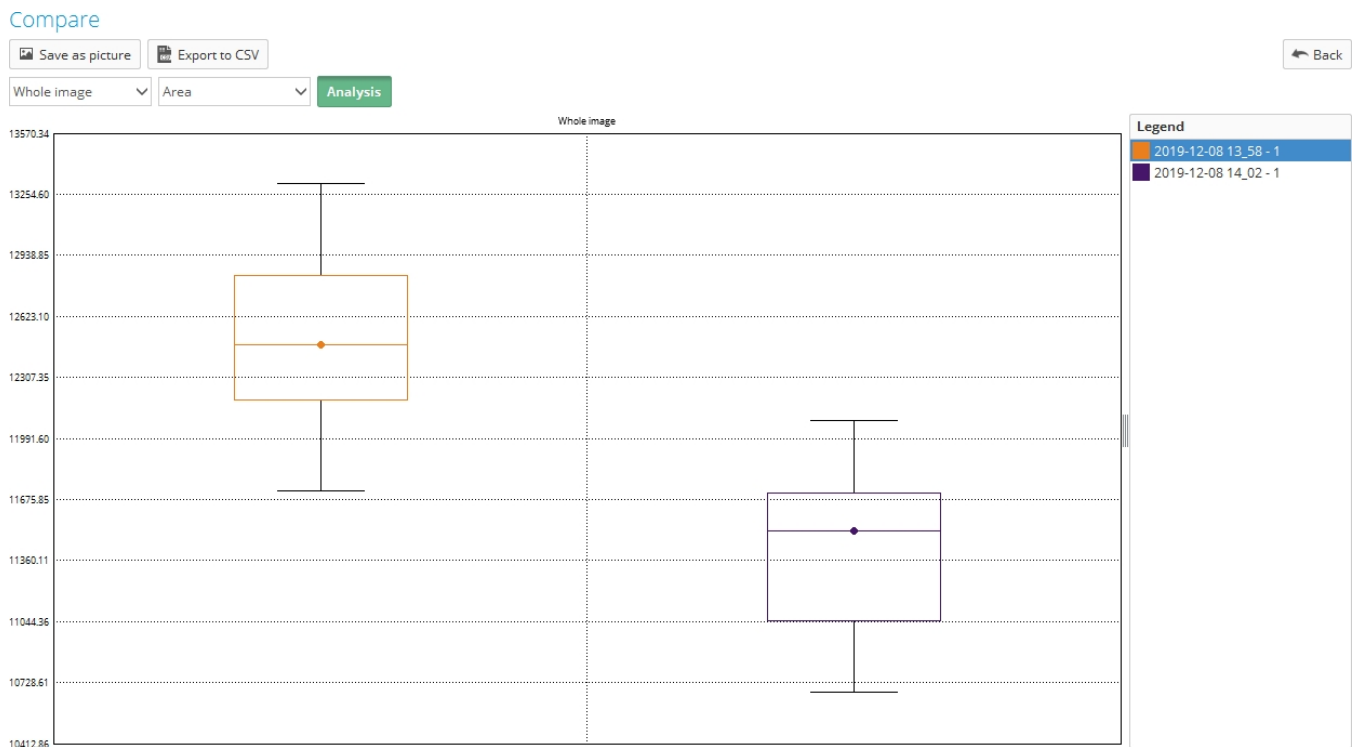 Compare
Save as picture Export to CSV Back
Whole image Area Analysis
Whole image
Legend
2019-12-08 13_58 - 1
2019-12-08 14_02 - 1
13570.34
13254.60
12938.85
12623.10
12307.35
11991.60
11675.85
11360.11
11044.36
10728.61
10412.86